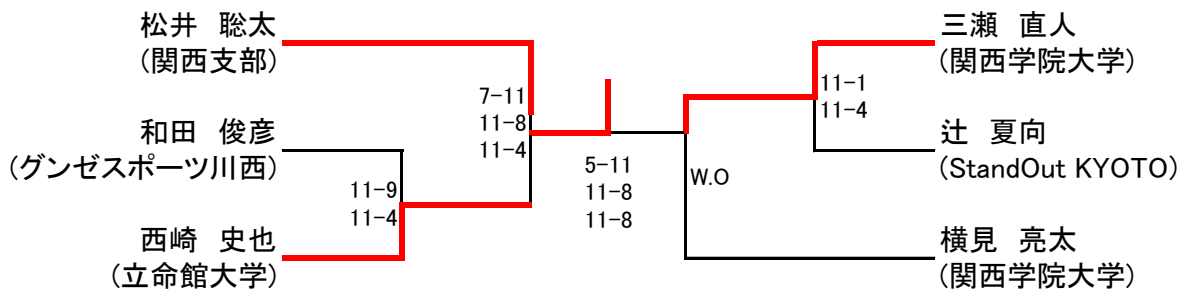 松井 聡太
(関西支部)
和田 俊彦
(グンゼスポーツ川西)
西崎 史也
(立命館大学)
11-9
11-4
7-11
11-8
11-4
5-11
11-8
11-8
W.O
11-1
11-4
三瀬 直人
(関西学院大学)
辻 夏向
(StandOut KYOTO)
横見 亮太
(関西学院大学)